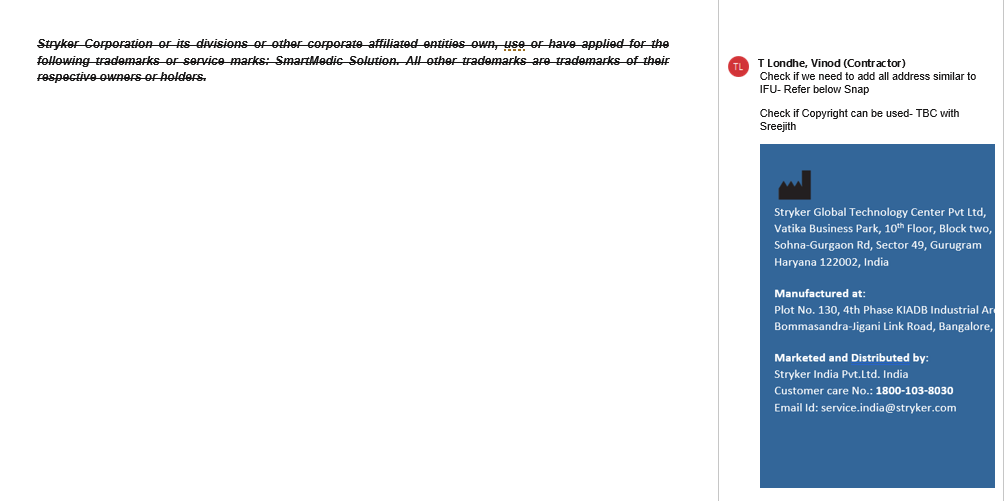 Stryker Corporation or its divisions or other corporate affiliated entities own, use or have applied for the
following trademarks or service marks: SmartMedic Solution. All other trademarks are trademarks of their
respective owners or holders.
TL
T Londhe, Vinod (Contractor)
Check if we need to add all address similar to
IFU- Refer below Snap
Check if Copyright can be used- TBC with
Sreejith
Stryker Global Technology Center Pvt Ltd,
Vatika Business Park, 10th Floor, Block two,
Sohna-Gurgaon Rd, Sector 49, Gurugram
Haryana 122002, India
Manufactured at:
Plot No. 130, 4th Phase KIADB Industrial
Bommasandra-Jigani Link Road, Bangalore,
Marketed and Distributed by:
Stryker India Pvt.Ltd. India
Customer care No.: 1800-103-8030
Email Id: service.india@stryker.com